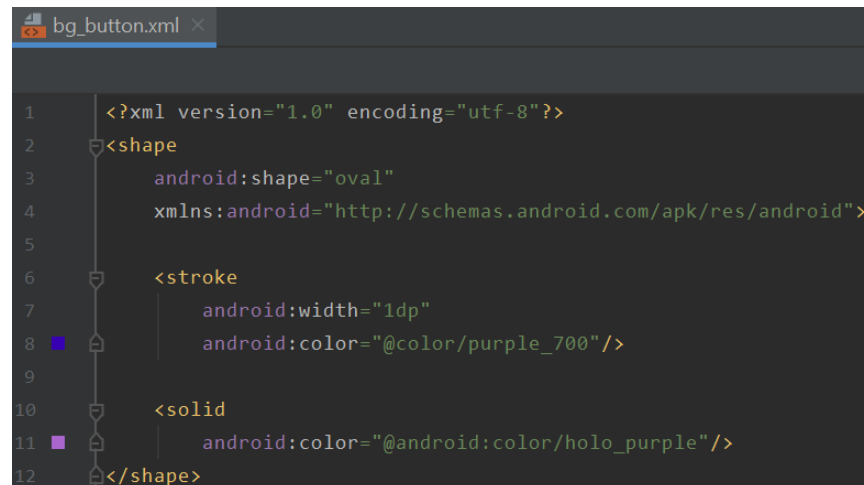 bg_button.xml
1 <?xml version="1.0" encoding="utf-8"?>
2 <shape
3 android:shape="oval"
4 xmlns:android="http://schemas.android.com/apk/res/android">
5
6 <stroke
7 android:width="1dp"
8 android:color="@color/purple_700"/>
9
10 <solid
11 android:color="@android:color/holo_purple"/>
12 </shape>